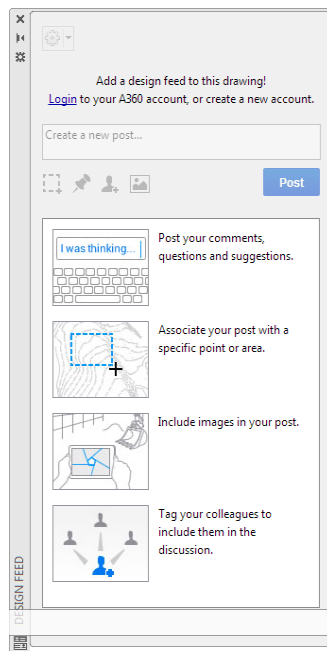 Add a design feed to this drawing!
Login to your A360 account, or create a new account.
Create a new post...
Post
I was thinking...
Post your comments,
questions and suggestions.
Associate your post with a
specific point or area.
Include images in your post.
Tag your colleagues to
include them in the
discussion.
DESIGN FEED